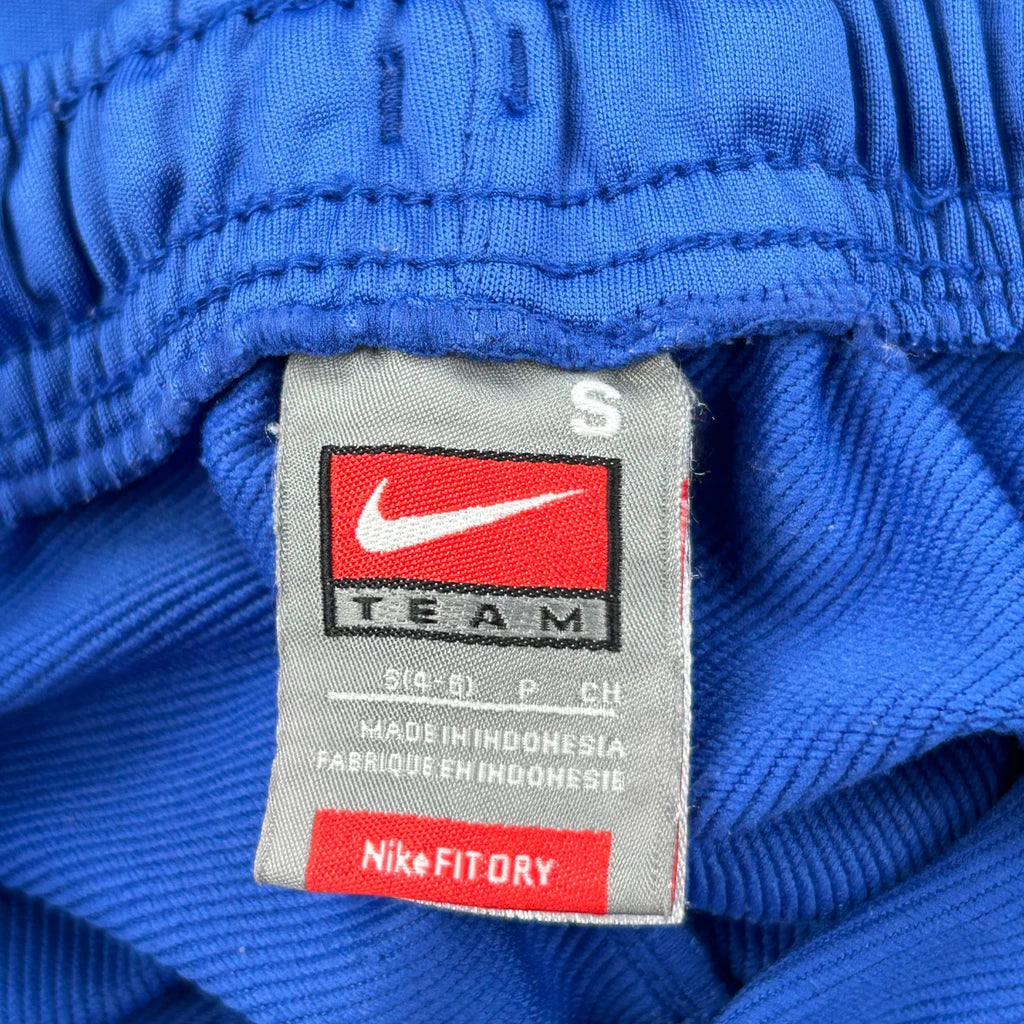 S
TEAM
S(4-6) P CH
MADE IN INDONESIA
FABRIQUE EN INDONESIE
Nike FIT DRY